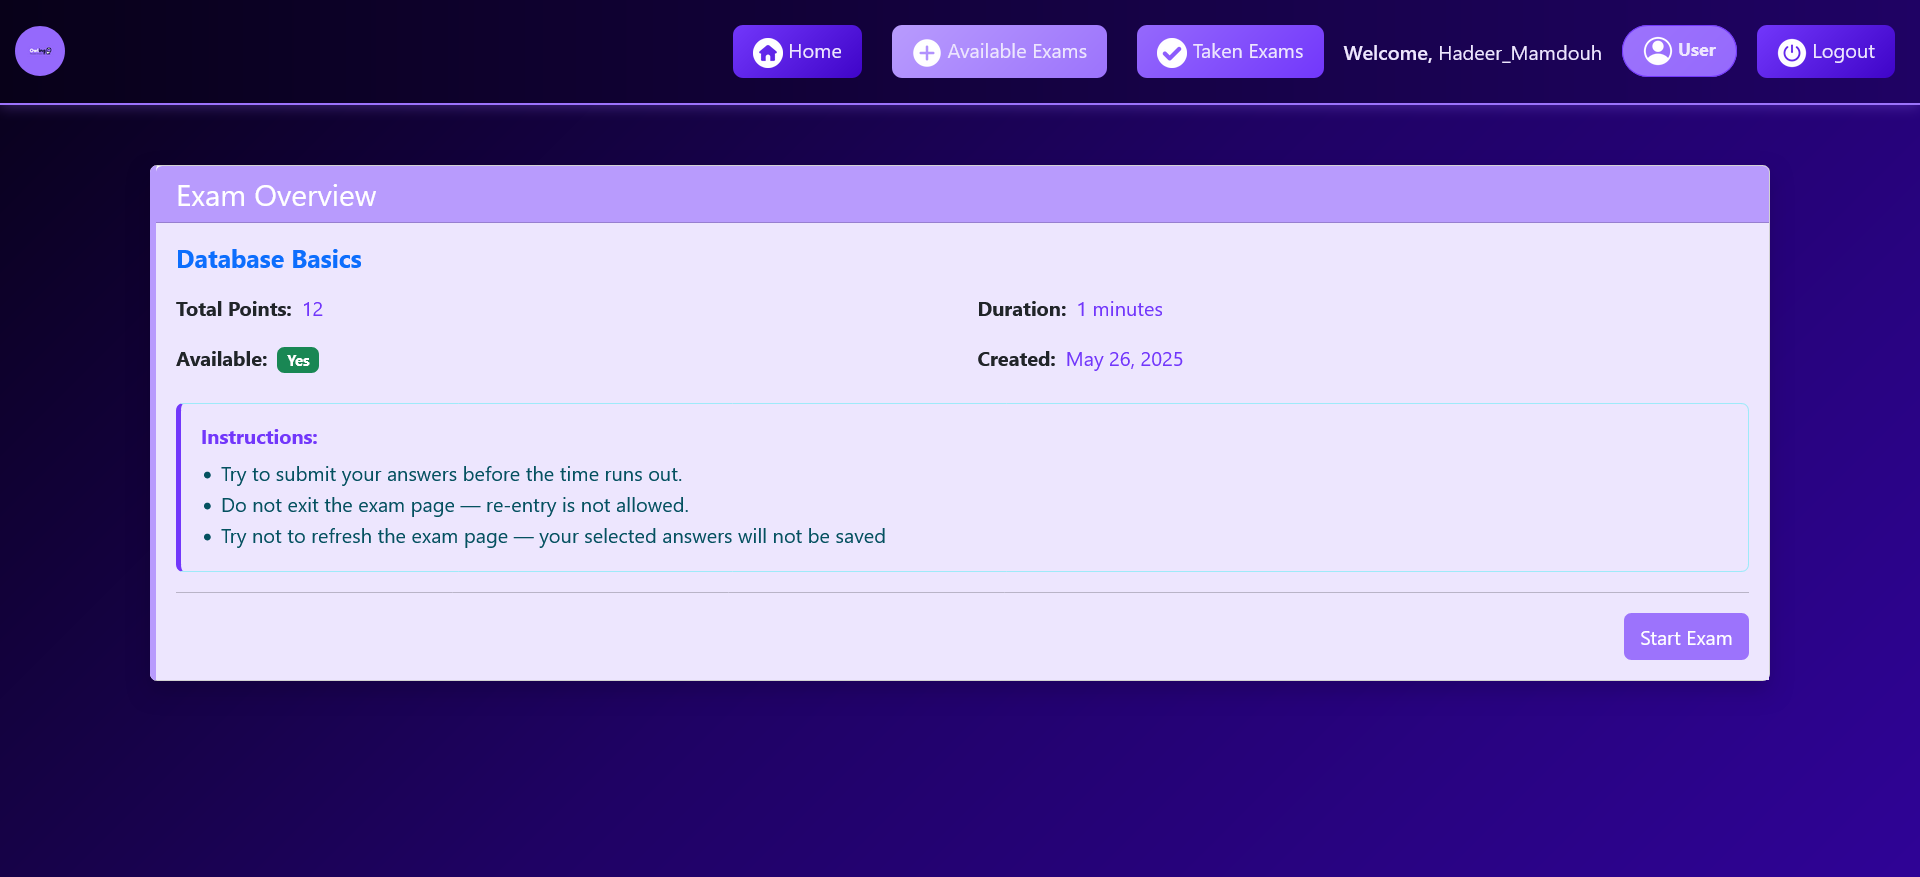 Home
Available Exams
Taken Exams
Welcome, Hadeer_Mamdouh
User
Logout
Exam Overview
Database Basics
Total Points: 12
Duration: 1 minutes
Available: Yes
Created: May 26, 2025
Instructions:
Try to submit your answers before the time runs out.
Do not exit the exam page — re-entry is not allowed.
Try not to refresh the exam page — your selected answers will not be saved
Start Exam